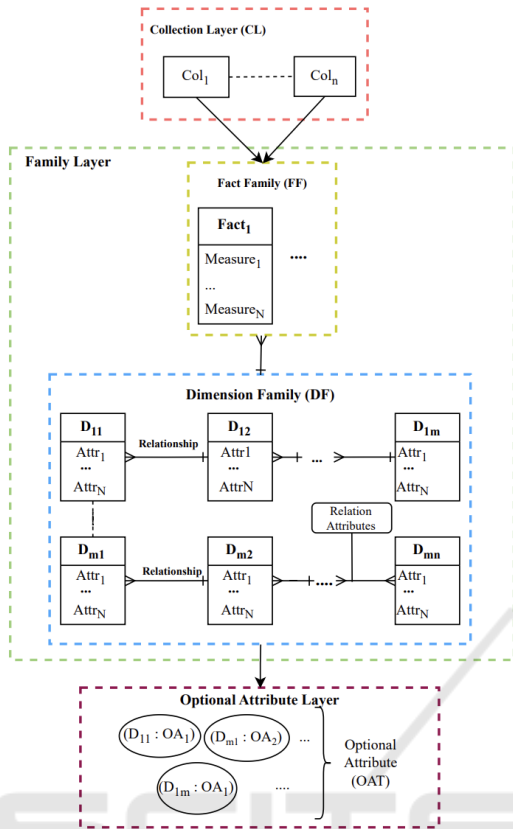 Collection Layer (CL)
Col1 Coln
Family Layer
Fact Family (FF)
Fact1
Measure1 ....
...
MeasureN
Dimension Family (DF)
D11 D12 D1m
Attr1 Relationship Attr1 ... Attr1
... ... ...
AttrN AttrN AttrN
Relation
Attributes
Dm1 Dm2 Dmn
Attr1 Relationship Attr1 .... Attr1
... ... ...
AttrN AttrN AttrN
Optional Attribute Layer
(D11 : OA1) (Dm1 : OA2) ...
(D1m : OA1) ....
Optional
Attribute
(OAT)